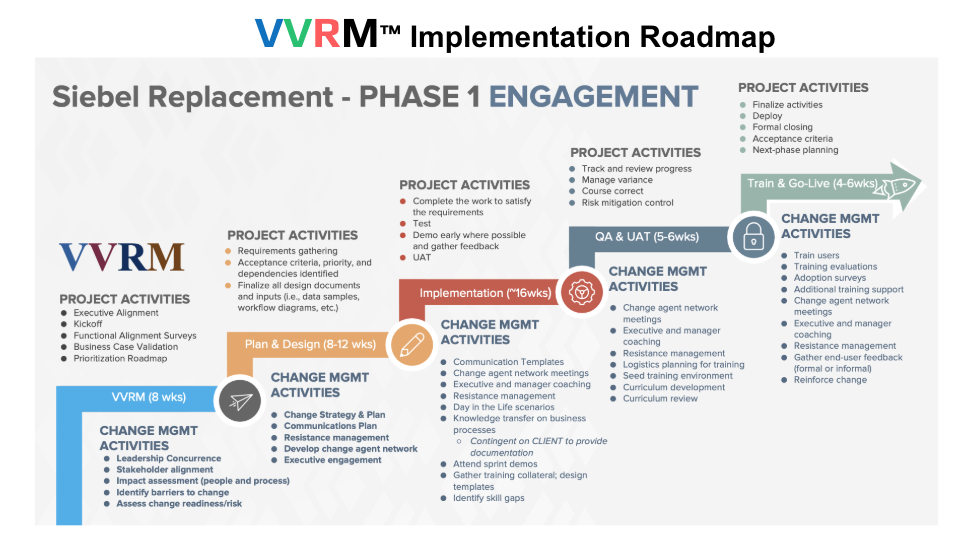 VVRM™ Implementation Roadmap
Siebel Replacement - PHASE 1 ENGAGEMENT
VVRM
PROJECT ACTIVITIES
Executive Alignment
Kickoff
Functional Alignment Surveys
Business Case Validation
Prioritization Roadmap
VVRM (8 wks)
CHANGE MGMT
ACTIVITIES
Leadership Concurrence
Stakeholder alignment
Impact assessment (people and process)
Identify barriers to change
Assess change readiness/risk
PROJECT ACTIVITIES
Requirements gathering
Acceptance criteria, priority, and
dependencies identified
Finalize all design documents
and inputs (i.e., data samples,
workflow diagrams, etc.)
Plan & Design (8-12 wks)
CHANGE MGMT
ACTIVITIES
Change Strategy & Plan
Communications Plan
Resistance management
Develop change agent network
Executive engagement
PROJECT ACTIVITIES
Complete the work to satisfy
the requirements
Test
Demo early where possible
and gather feedback
UAT
Implementation (~16wks)
CHANGE MGMT
ACTIVITIES
Communication Templates
Change agent network meetings
Executive and manager coaching
Resistance management
Day in the Life scenarios
Knowledge transfer on business
processes
Contingent on CLIENT to provide
documentation
Attend sprint demos
Gather training collateral; design
templates
Identify skill gaps
PROJECT ACTIVITIES
Track and review progress
Manage variance
Course correct
Risk mitigation control
QA & UAT (5-6wks)
CHANGE MGMT
ACTIVITIES
Change agent network
meetings
Executive and manager
coaching
Resistance management
Logistics planning for training
Seed training environment
Curriculum development
Curriculum review
PROJECT ACTIVITIES
Finalize activities
Deploy
Formal closing
Acceptance criteria
Next-phase planning
Train & Go-Live (4-6wks)
CHANGE MGMT
ACTIVITIES
Train users
Training evaluations
Adoption surveys
Additional training support
Change agent network
meetings
Executive and manager
coaching
Resistance management
Gather end-user feedback
(formal or informal)
Reinforce change